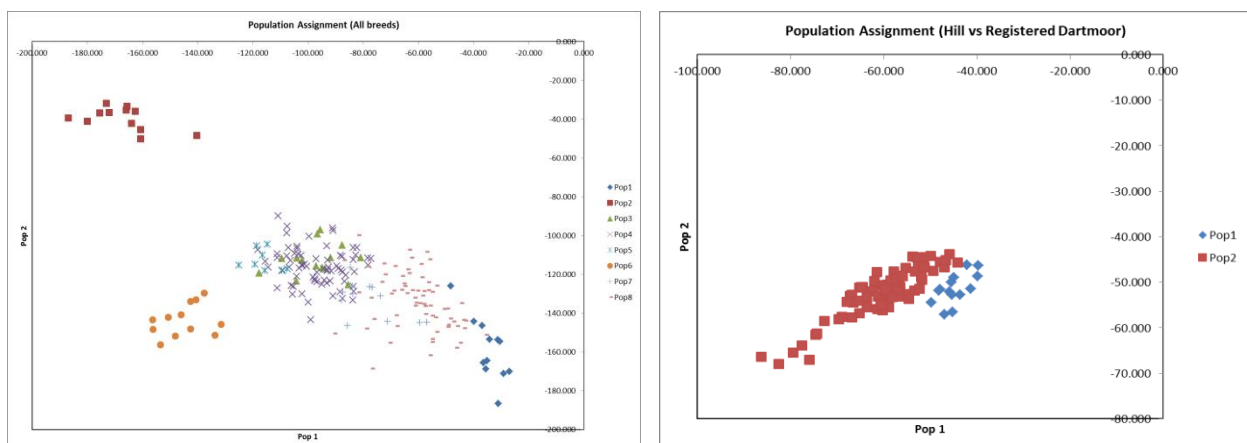 Population Assignment (All breeds)
0.000
-200.000 -180.000 -160.000 -140.000 -120.000 -100.000 -80.000 -60.000 -40.000 -20.000 0.000
-20.000
-40.000
-60.000
-80.000
-100.000
-120.000
-140.000
-160.000
-180.000
-200.000
Pop 2
Pop 1
Pop1
Pop2
Pop3
Pop4
Pop5
Pop6
Pop7
Pop8
Population Assignment (Hill vs Registered Dartmoor)
0.000
-100.000 -80.000 -60.000 -40.000 -20.000 0.000
-10.000
-20.000
-30.000
-40.000
-50.000
-60.000
-70.000
-80.000
Pop 2
Pop 1
Pop1
Pop2